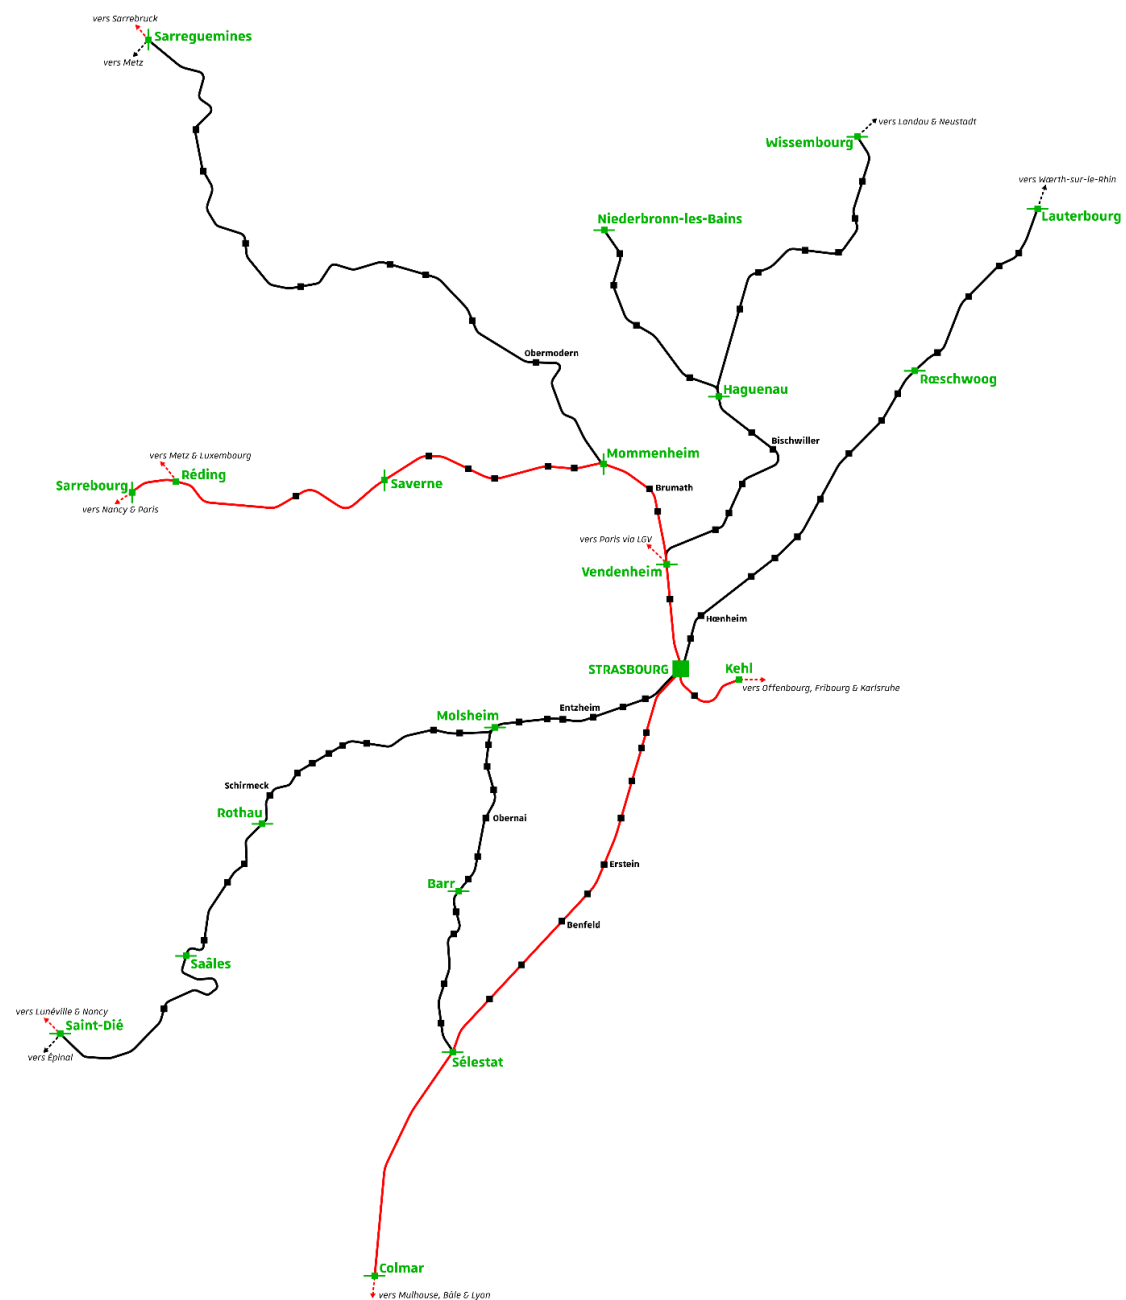 vers Sarrebruck
Sarreguemines
vers Metz
vers Landau & Neustadt
Wissembourg
vers Wœrth-sur-le-Rhin
Lauterbourg
Niederbronn-les-Bains
Obermodern
Rœschwoog
Haguenau
Bischwiller
vers Metz & Luxembourg
Mommenheim
Réding
Sarrebourg
Saverne
Brumath
vers Nancy & Paris
vers Paris via LGV
Vendenheim
Hœnheim
STRASBOURG
Kehl
vers Offenbourg, Fribourg & Karlsruhe
Entzheim
Molsheim
Schirmeck
Rothau
Obernai
Erstein
Barr
Benfeld
Saâles
vers Lunéville & Nancy
Saint-Dié
vers Épinal
Sélestat
Colmar
vers Mulhouse, Bâle & Lyon